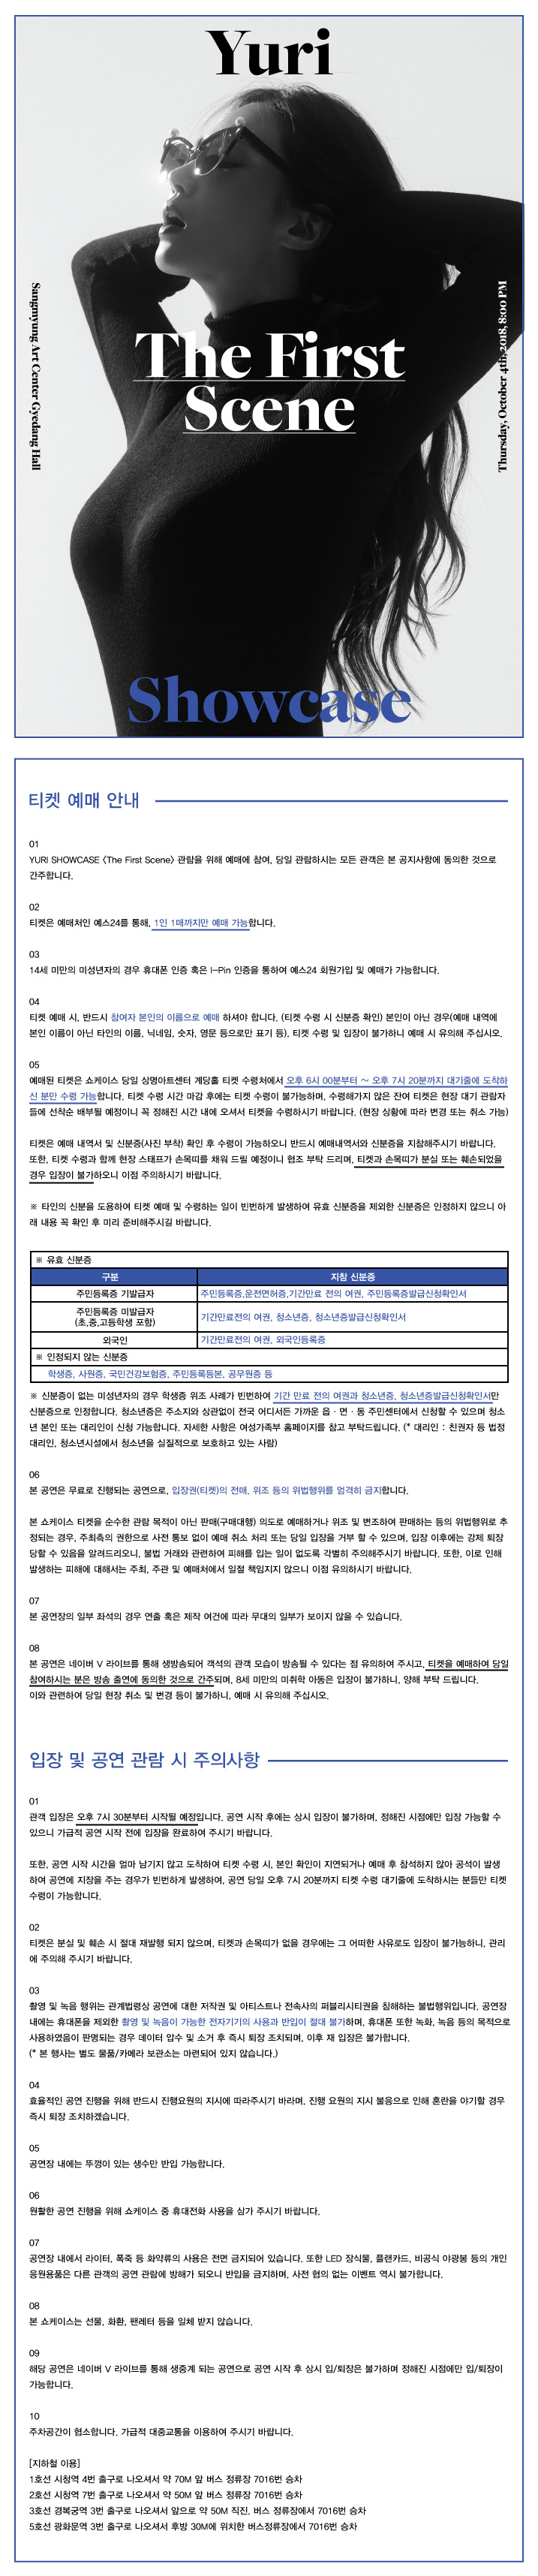 Yuri
Sangmyung Art Center Gyedang Hall
Thursday, October 4th, 2018, 8:00 PM
The First
Scene
Showcase
티켓 예매 안내
01
YURI SHOWCASE <The First Scene> 관람을 위해 예매에 참여, 당일 관람하시는 모든 관객은 본 공지사항에 동의한 것으로
간주합니다.
02
티켓은 예매처인 예스24를 통해, 1인 1매까지만 예매 가능합니다.
03
14세 미만의 미성년자의 경우 휴대폰 인증 혹은 I-Pin 인증을 통하여 예스24 회원가입 및 예매가 가능합니다.
04
티켓 예매 시, 반드시 참여자 본인의 이름으로 예매 하셔야 합니다. (티켓 수령 시 신분증 확인) 본인이 아닌 경우(예매 내역에
본인 이름이 아닌 타인의 이름, 닉네임, 숫자, 영문 등으로만 표기 등), 티켓 수령 및 입장이 불가하니 예매 시 유의해 주십시오.
05
예매된 티켓은 쇼케이스 당일 상명아트센터 계당홀 티켓 수령처에서 오후 6시 00분부터 ~ 오후 7시 20분까지 대기줄에 도착하
신 분만 수령 가능합니다. 티켓 수령 시간 마감 후에는 티켓 수령이 불가능하며, 수령해가지 않은 잔여 티켓은 현장 대기 관람자
들에 선착순 배부될 예정이니 꼭 정해진 시간 내에 오셔서 티켓을 수령하시기 바랍니다. (현장 상황에 따라 변경 또는 취소 가능)
티켓은 예매 내역서 및 신분증(사진 부착) 확인 후 수령이 가능하오니 반드시 예매내역서와 신분증을 지참해주시기 바랍니다.
또한, 티켓 수령과 함께 현장 스태프가 손목띠를 채워 드릴 예정이니 협조 부탁 드리며, 티켓과 손목띠가 분실 또는 훼손되었을
경우 입장이 불가하오니 이점 주의하시기 바랍니다.
※ 타인의 신분을 도용하여 티켓 예매 및 수령하는 일이 빈번하게 발생하여 유효 신분증을 제외한 신분증은 인정하지 않으니 아
래 내용 꼭 확인 후 미리 준비해주시길 바랍니다.
※ 유효 신분증
구분 지참 신분증
주민등록증 기발급자 주민등록증,운전면허증,기간만료 전의 여권, 주민등록증발급신청확인서
주민등록증 미발급자
(초,중,고등학생 포함) 기간만료전의 여권, 청소년증, 청소년증발급신청확인서
외국인 기간만료전의 여권, 외국인등록증
※ 인정되지 않는 신분증
학생증, 사원증, 국민건강보험증, 주민등록등본, 공무원증 등
※ 신분증이 없는 미성년자의 경우 학생증 위조 사례가 빈번하여 기간 만료 전의 여권과 청소년증, 청소년증발급신청확인서만
신분증으로 인정합니다. 청소년증은 주소지와 상관없이 전국 어디서든 가까운 읍 · 면 · 동 주민센터에서 신청할 수 있으며 청소
년 본인 또는 대리인이 신청 가능합니다. 자세한 사항은 여성가족부 홈페이지를 참고 부탁드립니다. (* 대리인 : 친권자 등 법정
대리인, 청소년시설에서 청소년을 실질적으로 보호하고 있는 사람)
06
본 공연은 무료로 진행되는 공연으로, 입장권(티켓)의 전매, 위조 등의 위법행위를 엄격히 금지합니다.
본 쇼케이스 티켓을 순수한 관람 목적이 아닌 판매(구매대행) 의도로 예매하거나 위조 및 변조하여 판매하는 등의 위법행위로 추
정되는 경우, 주최측의 권한으로 사전 통보 없이 예매 취소 처리 또는 당일 입장을 거부 할 수 있으며, 입장 이후에는 강제 퇴장
당할 수 있음을 알려드리오니, 불법 거래와 관련하여 피해를 입는 일이 없도록 각별히 주의해주시기 바랍니다. 또한, 이로 인해
발생하는 피해에 대해서는 주최, 주관 및 예매처에서 일절 책임지지 않으니 이점 유의하시기 바랍니다.
07
본 공연장의 일부 좌석의 경우 연출 혹은 제작 여건에 따라 무대의 일부가 보이지 않을 수 있습니다.
08
본 공연은 네이버 V 라이브를 통해 생방송되어 객석의 관객 모습이 방송될 수 있다는 점 유의하여 주시고, 티켓을 예매하여 당일
참여하시는 분은 방송 출연에 동의한 것으로 간주되며, 8세 미만의 미취학 아동은 입장이 불가하니, 양해 부탁 드립니다.
이와 관련하여 당일 현장 취소 및 변경 등이 불가하니, 예매 시 유의해 주십시오.
입장 및 공연 관람 시 주의사항
01
관객 입장은 오후 7시 30분부터 시작될 예정입니다. 공연 시작 후에는 상시 입장이 불가하며, 정해진 시점에만 입장 가능할 수
있으니 가급적 공연 시작 전에 입장을 완료하여 주시기 바랍니다.
또한, 공연 시작 시간을 얼마 남기지 않고 도착하여 티켓 수령 시, 본인 확인이 지연되거나 예매 후 참석하지 않아 공석이 발생
하여 공연에 지장을 주는 경우가 빈번하게 발생하여, 공연 당일 오후 7시 20분까지 티켓 수령 대기줄에 도착하시는 분들만 티켓
수령이 가능합니다.
02
티켓은 분실 및 훼손 시 절대 재발행 되지 않으며, 티켓과 손목띠가 없을 경우에는 그 어떠한 사유로도 입장이 불가능하니, 관리
에 주의해 주시기 바랍니다.
03
촬영 및 녹음 행위는 관계법령상 공연에 대한 저작권 및 아티스트나 전속사의 퍼블리시티권을 침해하는 불법행위입니다. 공연장
내에는 휴대폰을 제외한 촬영 및 녹음이 가능한 전자기기의 사용과 반입이 절대 불가하며, 휴대폰 또한 녹화, 녹음 등의 목적으로
사용하였음이 판명되는 경우 데이터 압수 및 소거 후 즉시 퇴장 조치되며, 이후 재 입장은 불가합니다.
(* 본 행사는 별도 물품/카메라 보관소는 마련되어 있지 않습니다.)
04
효율적인 공연 진행을 위해 반드시 진행요원의 지시에 따라주시기 바라며, 진행 요원의 지시 불응으로 인해 혼란을 야기할 경우
즉시 퇴장 조치하겠습니다.
05
공연장 내에는 뚜껑이 있는 생수만 반입 가능합니다.
06
원활한 공연 진행을 위해 쇼케이스 중 휴대전화 사용을 삼가 주시기 바랍니다.
07
공연장 내에서 라이터, 폭죽 등 화약류의 사용은 전면 금지되어 있습니다. 또한 LED 장식물, 플랜카드, 비공식 야광봉 등의 개인
응원용품은 다른 관객의 공연 관람에 방해가 되오니 반입을 금지하며, 사전 협의 없는 이벤트 역시 불가합니다.
08
본 쇼케이스는 선물, 화환, 팬레터 등을 일체 받지 않습니다.
09
해당 공연은 네이버 V 라이브를 통해 생중계 되는 공연으로 공연 시작 후 상시 입/퇴장은 불가하며 정해진 시점에만 입/퇴장이
가능합니다.
10
주차공간이 협소합니다. 가급적 대중교통을 이용하여 주시기 바랍니다.
[지하철 이용]
1호선 시청역 4번 출구로 나오셔서 약 70M 앞 버스 정류장 7016번 승차
2호선 시청역 7번 출구로 나오셔서 약 50M 앞 버스 정류장 7016번 승차
3호선 경복궁역 3번 출구로 나오셔서 앞으로 약 50M 직진, 버스 정류장에서 7016번 승차
5호선 광화문역 3번 출구로 나오셔서 후방 30M에 위치한 버스정류장에서 7016번 승차